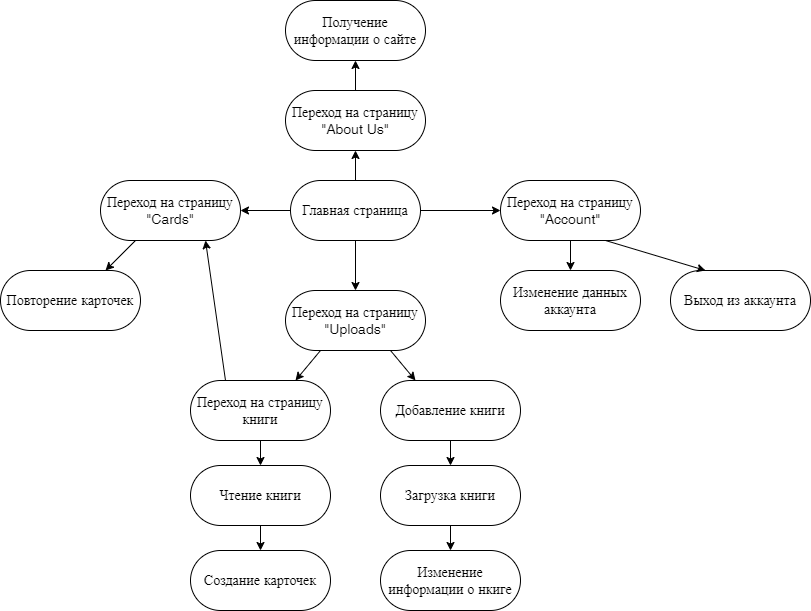 Получение
информации о сайте
Переход на страницу
"About Us"
Переход на страницу
"Cards"
Главная страница
Переход на страницу
"Account"
Повторение карточек
Переход на страницу
"Uploads"
Изменение данных
аккаунта
Выход из аккаунта
Переход на страницу
книги
Добавление книги
Чтение книги
Загрузка книги
Создание карточек
Изменение
информации о нкиге